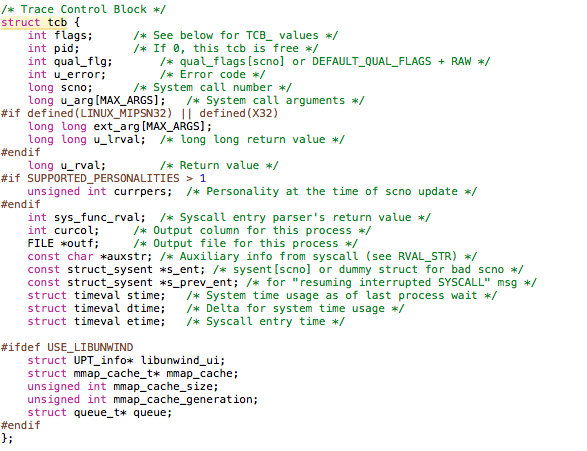 /* Trace Control Block */
struct tcb {
    int flags;      /* See below for TCB_ values */
    int pid;        /* If 0, this tcb is free */
    int qual_flg;       /* qual_flags[scno] or DEFAULT_QUAL_FLAGS + RAW */
    int u_error;        /* Error code */
    long scno;      /* System call number */
    long u_arg[MAX_ARGS];   /* System call arguments */
#if defined(LINUX_MIPSN32) || defined(X32)
    long long ext_arg[MAX_ARGS];
    long long u_lrval;  /* long long return value */
#endif
    long u_rval;        /* Return value */
#if SUPPORTED_PERSONALITIES > 1
    unsigned int currpers;  /* Personality at the time of scno update */
#endif
    int sys_func_rval;  /* Syscall entry parser's return value */
    int curcol;     /* Output column for this process */
    FILE *outf;     /* Output file for this process */
    const char *auxstr; /* Auxiliary info from syscall (see RVAL_STR) */
    const struct_sysent *s_ent; /* sysent[scno] or dummy struct for bad scno */
    const struct_sysent *s_prev_ent; /* for "resuming interrupted SYSCALL" msg */
    struct timeval stime;   /* System time usage as of last process wait */
    struct timeval dtime;   /* Delta for system time usage */
    struct timeval etime;   /* Syscall entry time */

#ifdef USE_LIBUNWIND
    struct UPT_info* libunwind_ui;
    struct mmap_cache_t* mmap_cache;
    unsigned int mmap_cache_size;
    unsigned int mmap_cache_generation;
    struct queue_t* queue;
#endif
};